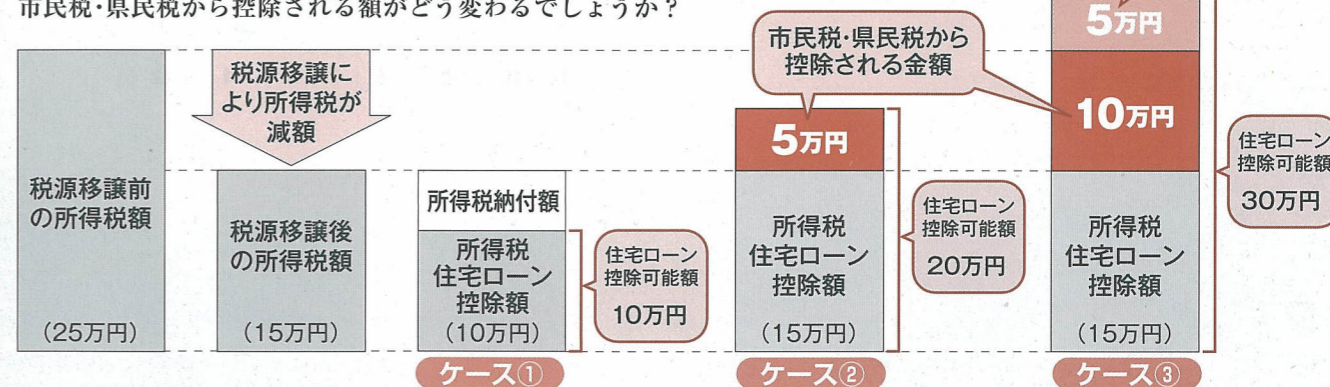 市民税・県民税から控除される額がどう変わるでしょうか？
税源移譲前
の所得税額
（25万円）
税源移譲に
より所得税が
減額
税源移譲後
の所得税額
（15万円）
所得税納付額
所得税
住宅ローン
控除額
（10万円）
住宅ローン
控除可能額
10万円
ケース①
市民税・県民税から
控除される金額
5万円
所得税
住宅ローン
控除額
（15万円）
住宅ローン
控除可能額
20万円
ケース②
5万円
10万円
所得税
住宅ローン
控除額
（15万円）
住宅ローン
控除可能額
30万円
ケース③